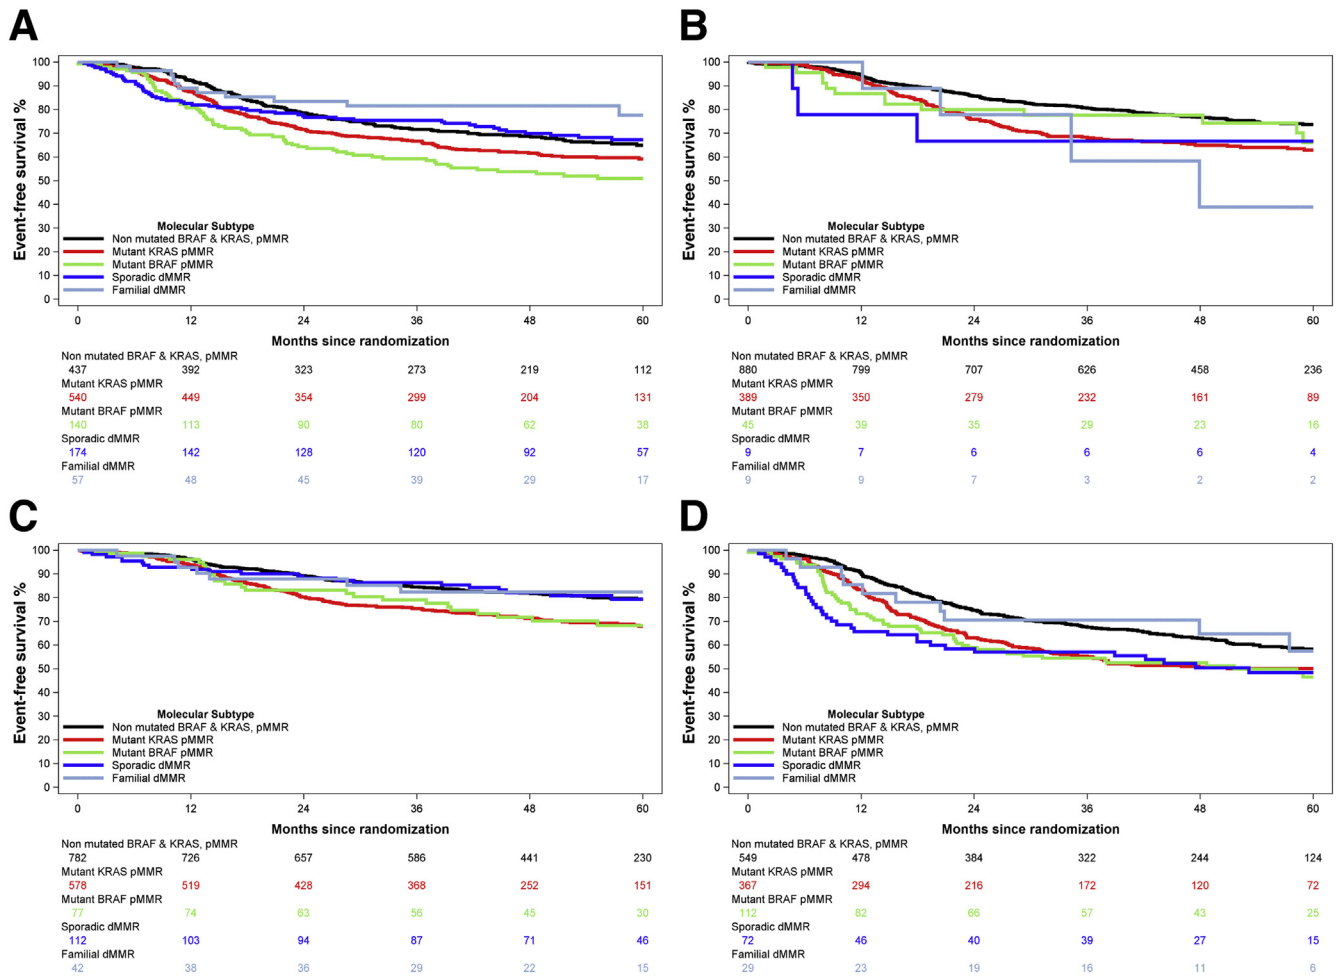 A
Event-free survival %
100
90
80
70
60
50
40
30
20
10
0
Molecular Subtype
Non mutated BRAF & KRAS, pMMR
Mutant KRAS pMMR
Mutant BRAF pMMR
Sporadic dMMR
Familial dMMR
0 12 24 36 48 60
Months since randomization
Non mutated BRAF & KRAS, pMMR
437 392 323 273 219 112
Mutant KRAS pMMR
540 449 354 299 204 131
Mutant BRAF pMMR
140 113 90 80 62 38
Sporadic dMMR
174 142 128 120 92 57
Familial dMMR
57 48 45 39 29 17
B
Event-free survival %
100
90
80
70
60
50
40
30
20
10
0
Molecular Subtype
Non mutated BRAF & KRAS, pMMR
Mutant KRAS pMMR
Mutant BRAF pMMR
Sporadic dMMR
Familial dMMR
0 12 24 36 48 60
Months since randomization
Non mutated BRAF & KRAS, pMMR
880 799 707 626 458 236
Mutant KRAS pMMR
389 350 279 232 161 89
Mutant BRAF pMMR
45 39 35 29 23 16
Sporadic dMMR
9 7 6 6 6 4
Familial dMMR
9 9 7 3 2 2
C
Event-free survival %
100
90
80
70
60
50
40
30
20
10
0
Molecular Subtype
Non mutated BRAF & KRAS, pMMR
Mutant KRAS pMMR
Mutant BRAF pMMR
Sporadic dMMR
Familial dMMR
0 12 24 36 48 60
Months since randomization
Non mutated BRAF & KRAS, pMMR
782 726 657 586 441 230
Mutant KRAS pMMR
578 519 428 368 252 151
Mutant BRAF pMMR
77 74 63 56 45 30
Sporadic dMMR
112 103 94 87 71 46
Familial dMMR
42 38 36 29 22 15
D
Event-free survival %
100
90
80
70
60
50
40
30
20
10
0
Molecular Subtype
Non mutated BRAF & KRAS, pMMR
Mutant KRAS pMMR
Mutant BRAF pMMR
Sporadic dMMR
Familial dMMR
0 12 24 36 48 60
Months since randomization
Non mutated BRAF & KRAS, pMMR
549 478 384 322 244 124
Mutant KRAS pMMR
367 294 216 172 120 72
Mutant BRAF pMMR
112 82 66 57 43 25
Sporadic dMMR
72 46 40 39 27 15
Familial dMMR
29 23 19 16 11 6